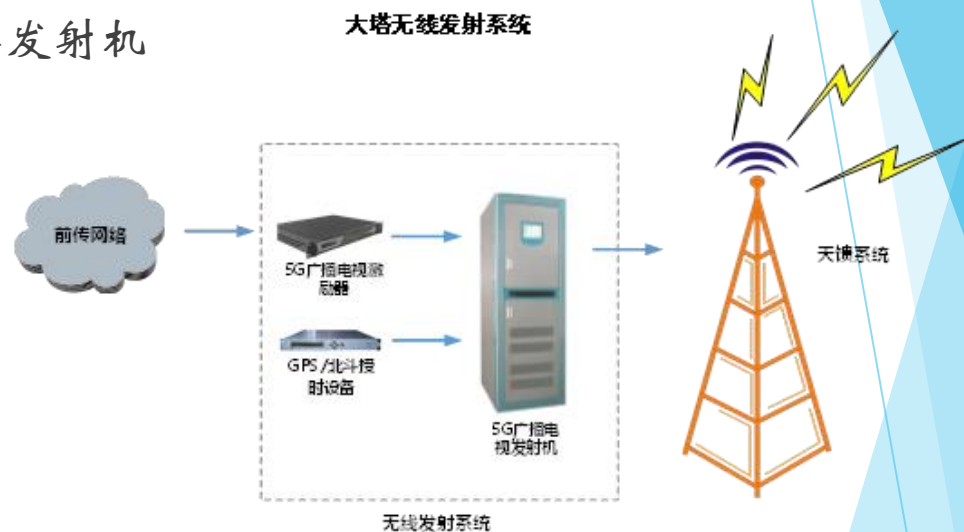 发射机
大塔无线发射系统
前传网络
5G广播电视激
励器
GPS/北斗授
时设备
5G广播电
视发射机
天馈系统
无线发射系统